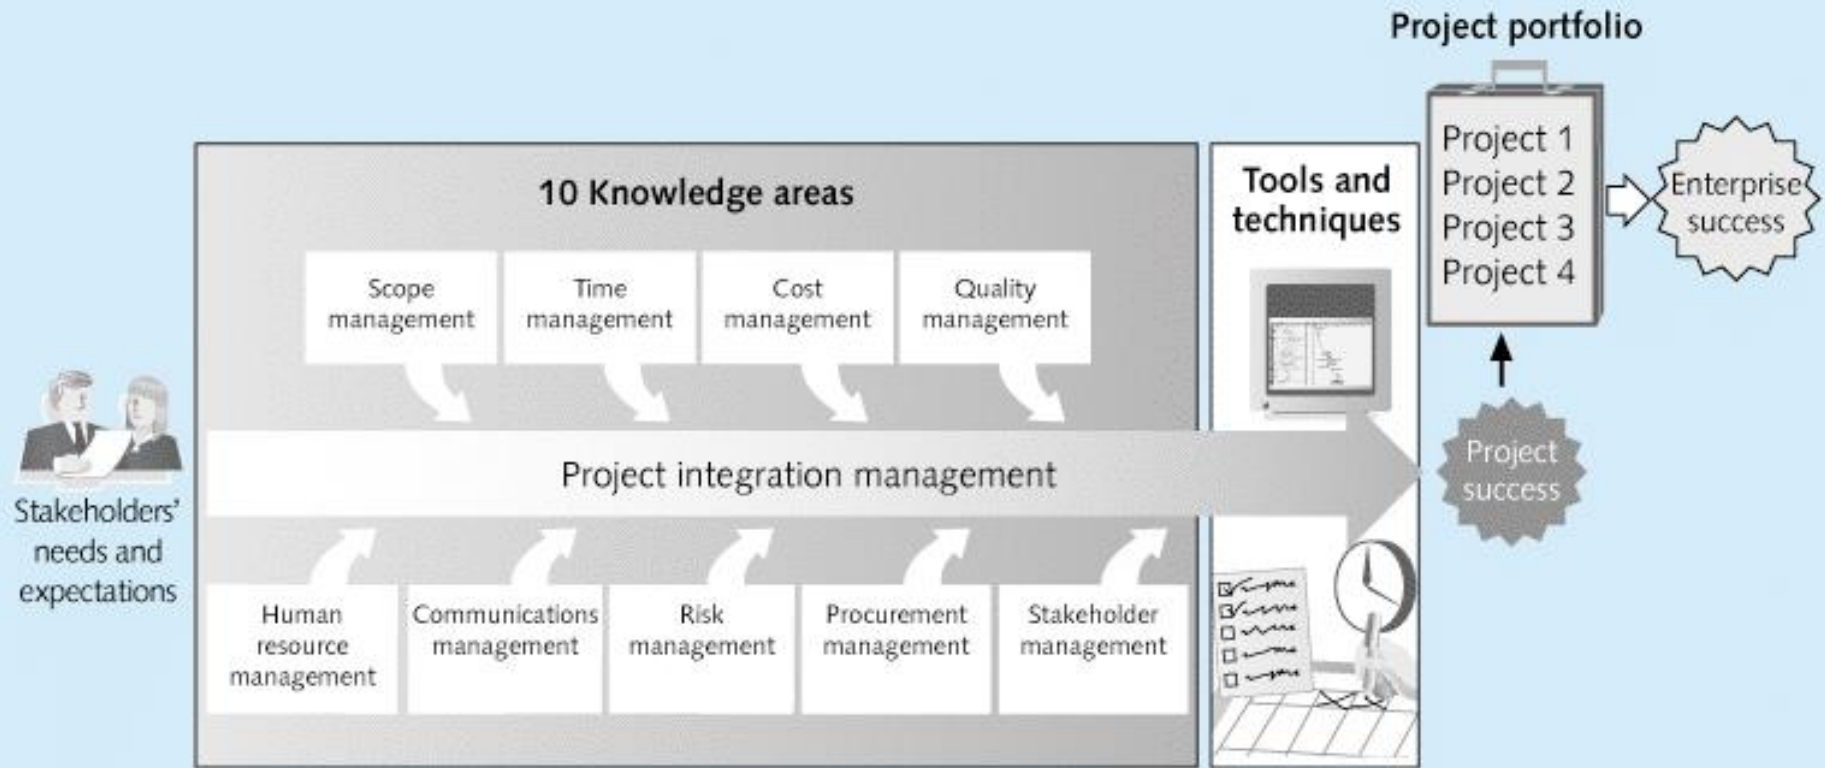 Project portfolio
Project 1
Project 2
Project 3
Project 4
Enterprise
success
10 Knowledge areas
Tools and
techniques
Scope
management
Time
management
Cost
management
Quality
management
Stakeholders'
needs and
expectations
Project integration management
Project
success
Human
resource
management
Communications
management
Risk
management
Procurement
management
Stakeholder
management